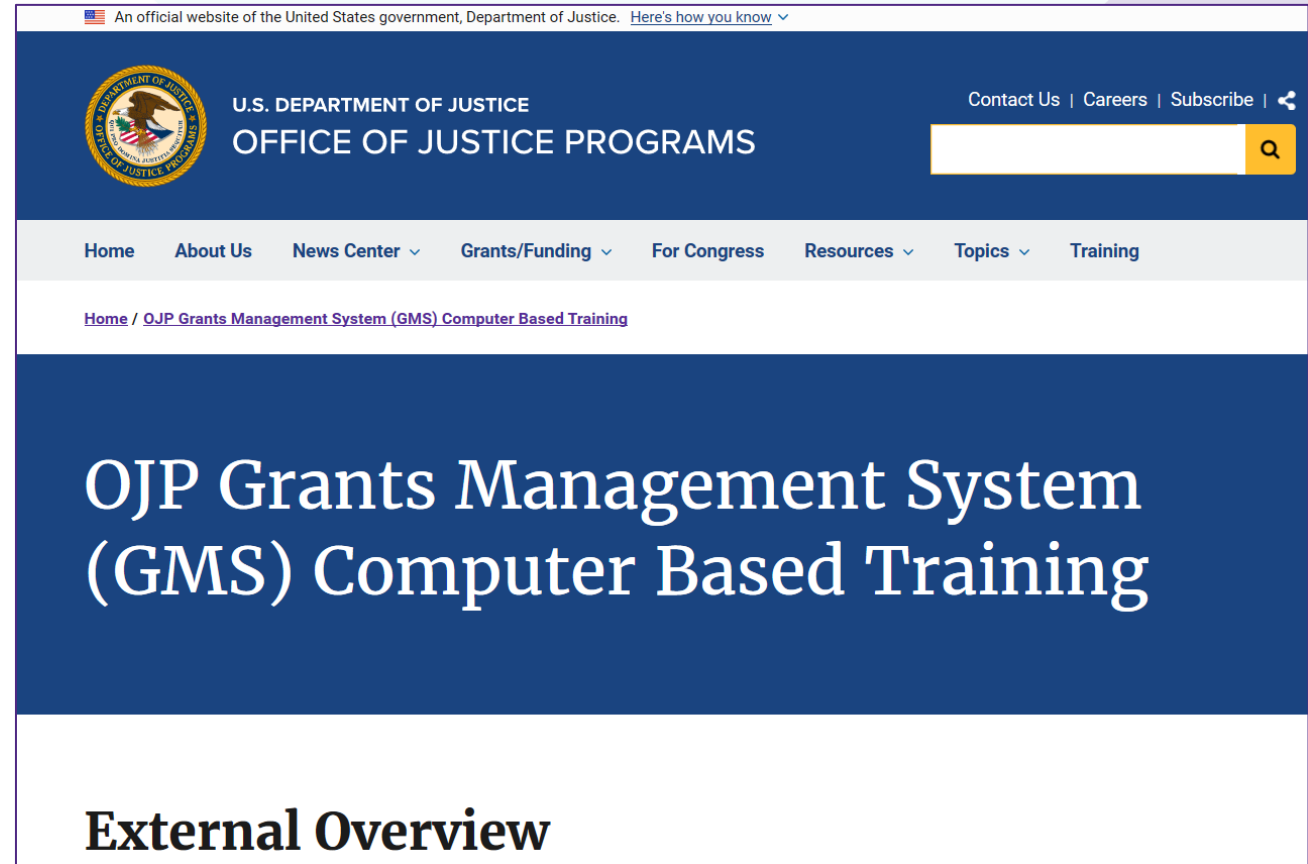 An official website of the United States government, Department of Justice. Here's how you know
U.S. DEPARTMENT OF JUSTICE
OFFICE OF JUSTICE PROGRAMS
Contact Us | Careers | Subscribe |
Home About Us News Center Grants/Funding For Congress Resources Topics Training
Home / OJP Grants Management System (GMS) Computer Based Training
OJP Grants Management System
(GMS) Computer Based Training
External Overview